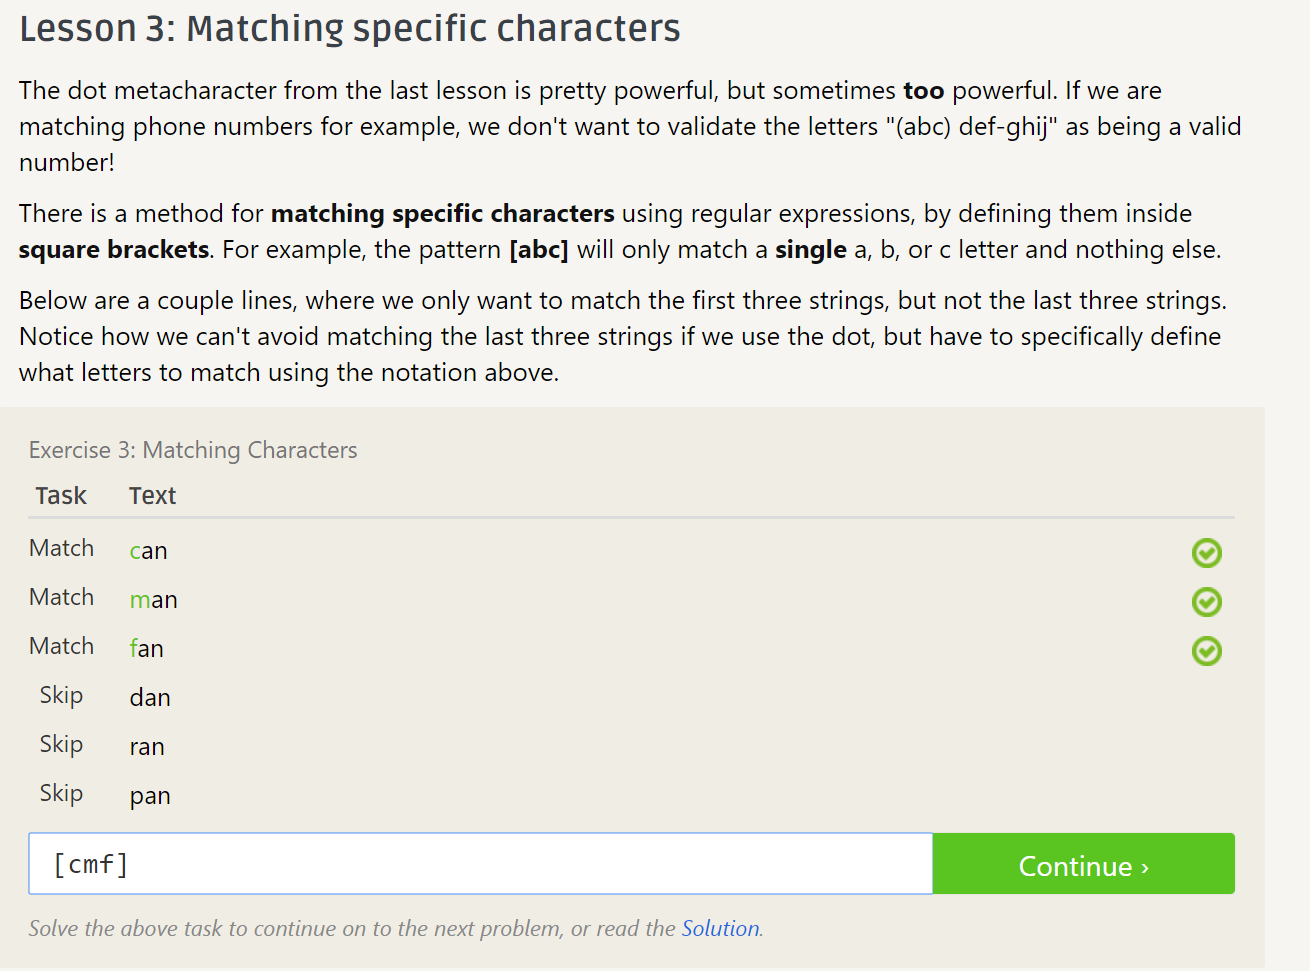 Lesson 3: Matching specific characters
The dot metacharacter from the last lesson is pretty powerful, but sometimes too powerful. If we are
matching phone numbers for example, we don't want to validate the letters "(abc) def-ghij" as being a valid
number!
There is a method for matching specific characters using regular expressions, by defining them inside
square brackets. For example, the pattern [abc] will only match a single a, b, or c letter and nothing else.
Below are a couple lines, where we only want to match the first three strings, but not the last three strings.
Notice how we can't avoid matching the last three strings if we use the dot, but have to specifically define
what letters to match using the notation above.
Exercise 3: Matching Characters
Task Text
Match can
Match man
Match fan
Skip dan
Skip ran
Skip pan
[cmf] Continue ›
Solve the above task to continue on to the next problem, or read the Solution.